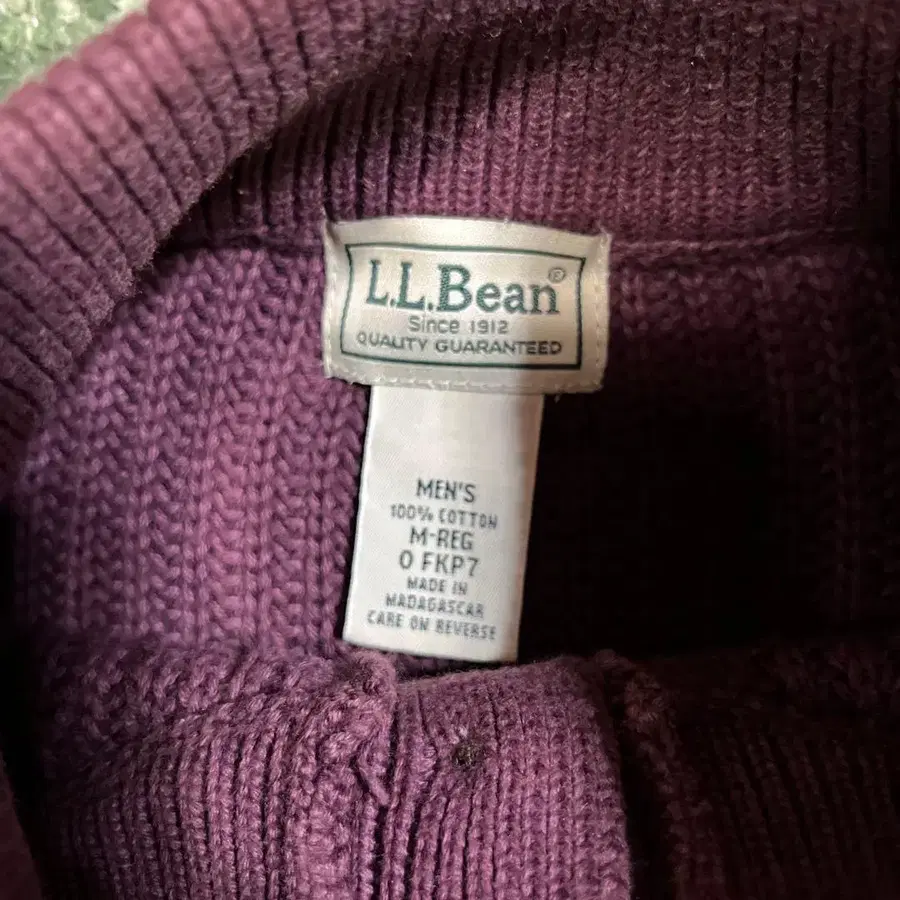 L.L.Bean®
Since 1912
QUALITY GUARANTEED
MEN'S
100% COTTON
M-REG
0 FKP7
MADE IN
MADAGASCAR
CARE ON REVERSE